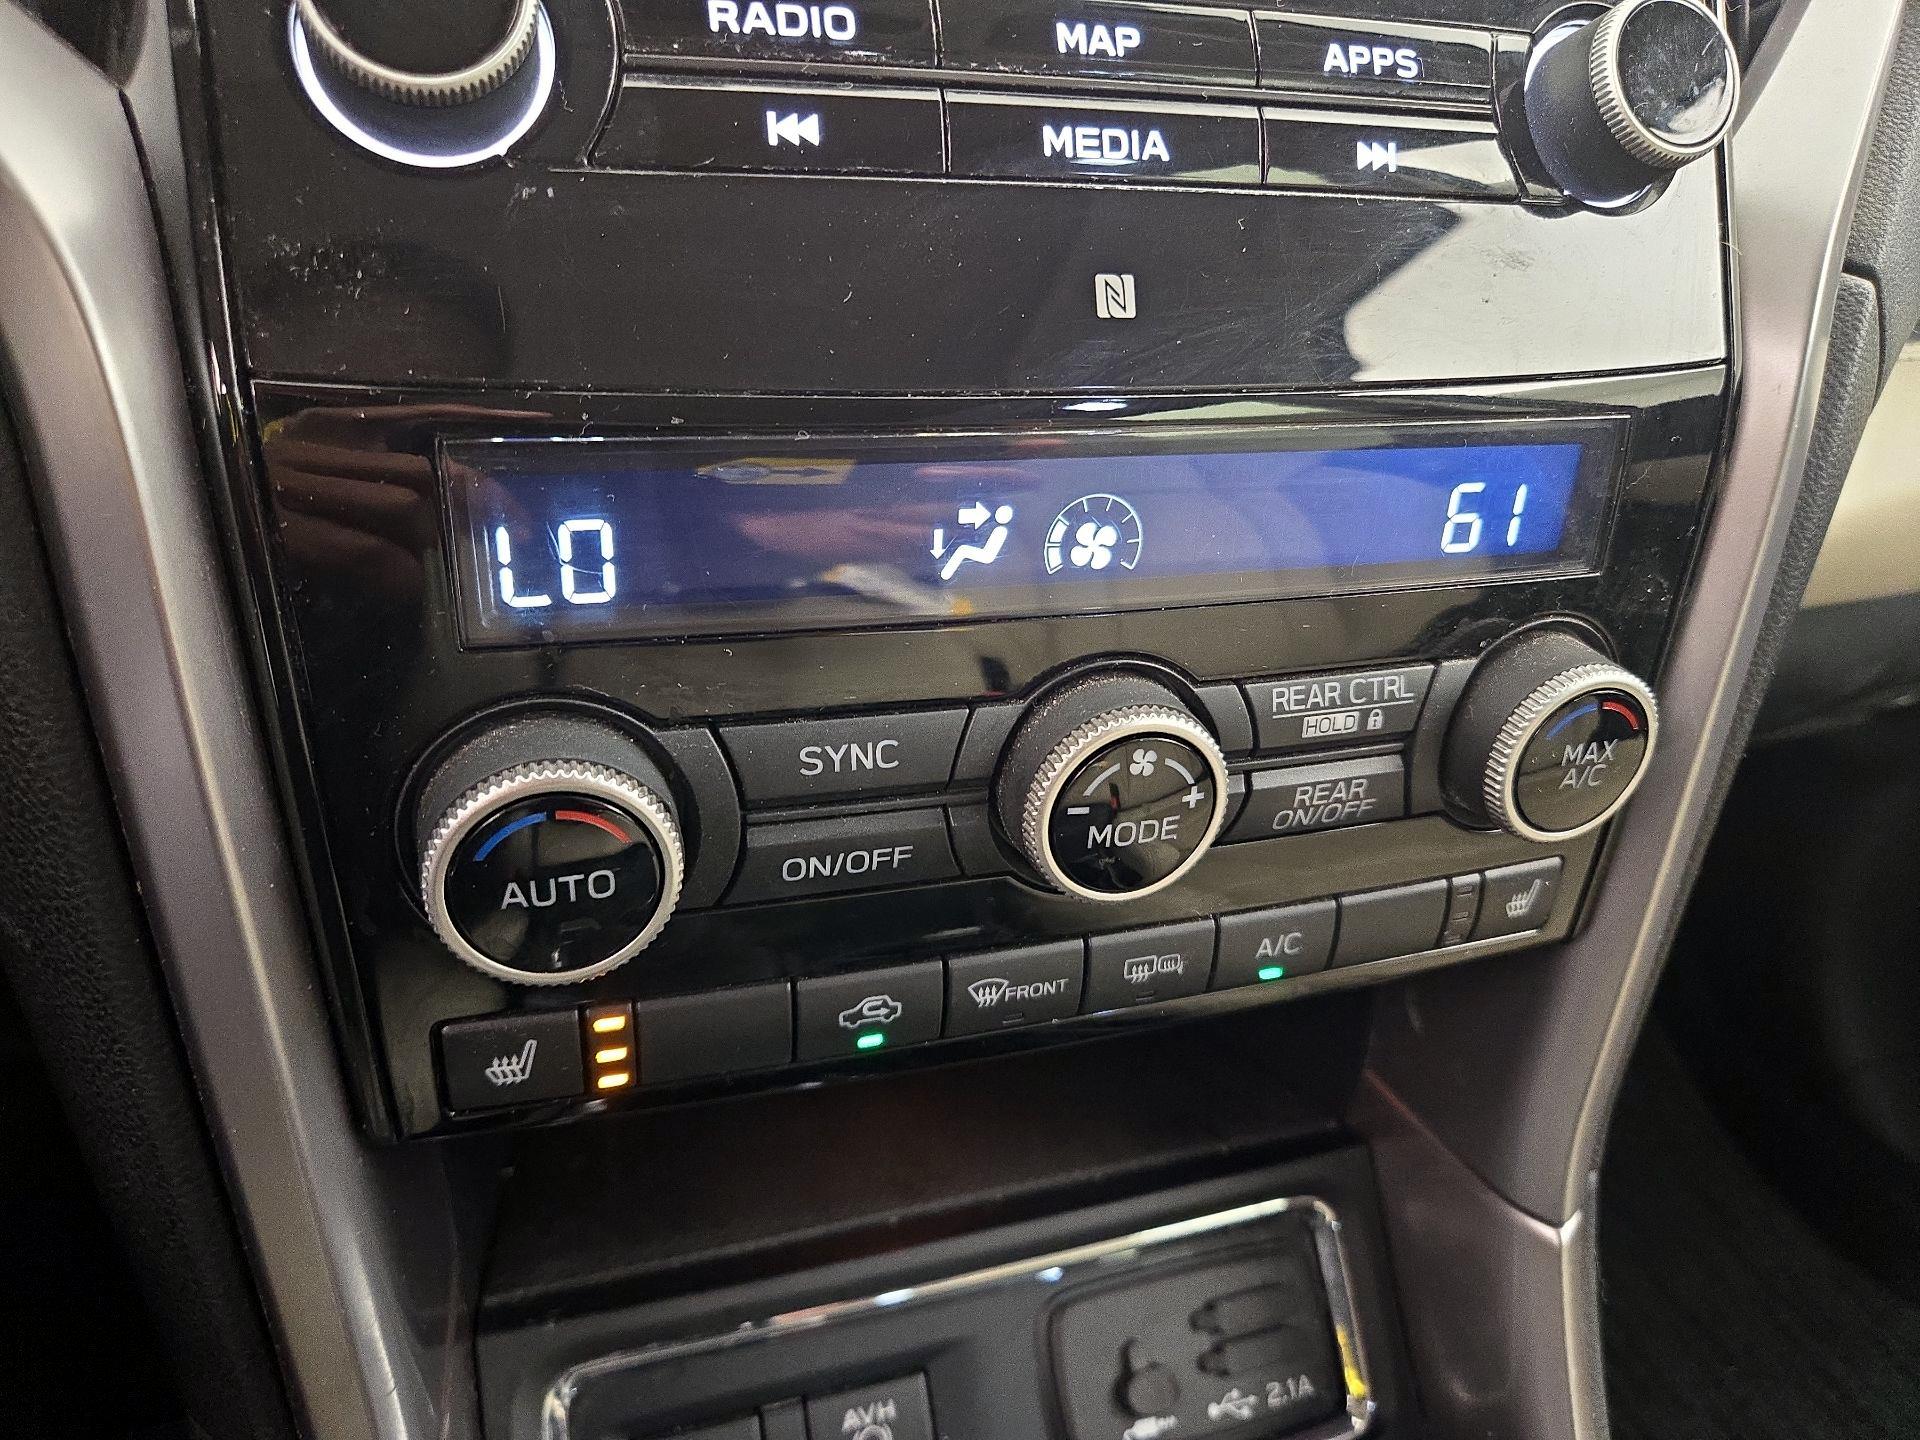 RADIO
MAP
APPS
MEDIA
LO
61
SYNC
REAR CTRL
HOLD
MAX
A/C
MODE
- +
REAR
ON/OFF
AUTO
ON/OFF
A/C
FRONT
AVH
2.1A